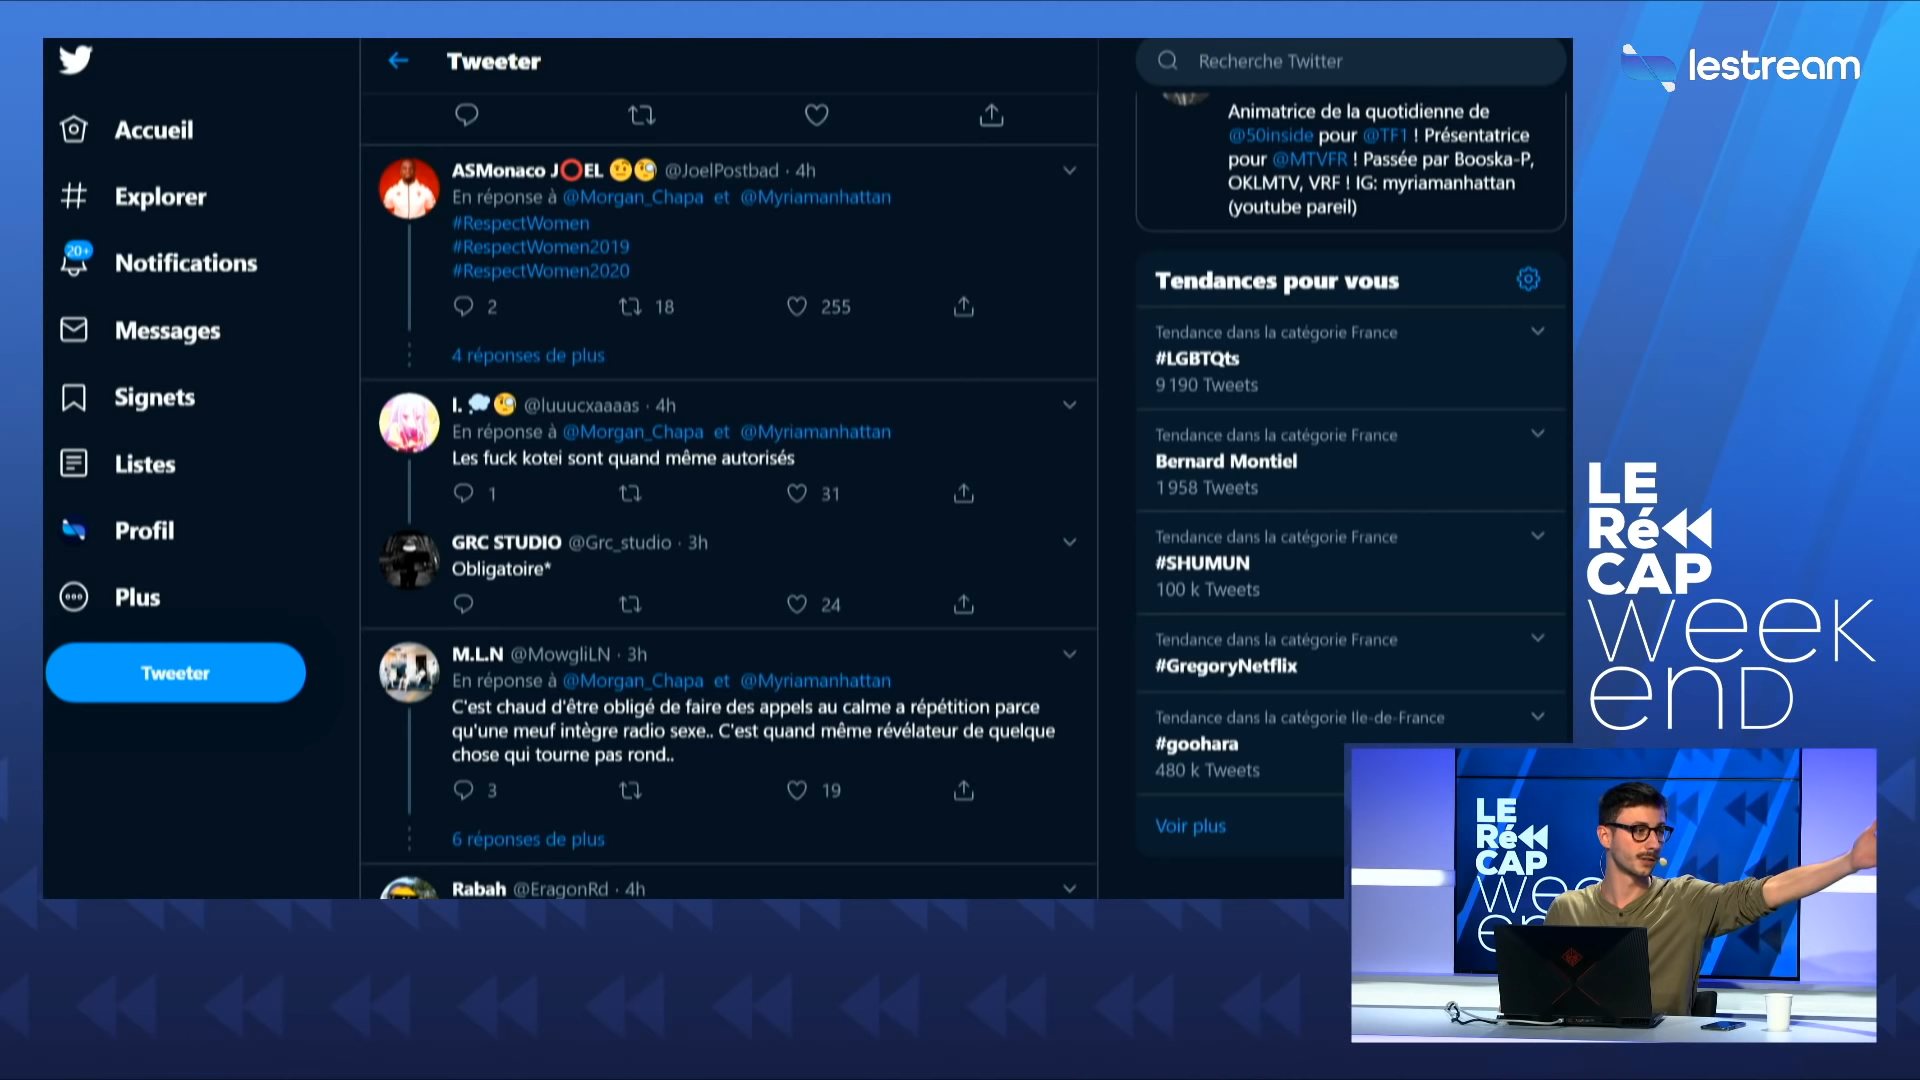 Accueil
Explorer
20+
Notifications
Messages
Signets
Listes
Profil
Plus
Tweeter
Tweeter
ASMonaco J⭕EL 🤨🧐 @JoelPostbad · 4h
En réponse à @Morgan_Chapa et @Myriamanhattan
#RespectWomen
#RespectWomen2019
#RespectWomen2020
2 18 255
4 réponses de plus
I. 💭🧐 @luuucxaaaas · 4h
En réponse à @Morgan_Chapa et @Myriamanhattan
Les fuck kotei sont quand même autorisés
1 31
GRC STUDIO @Grc_studio · 3h
Obligatoire*
24
M.L.N @MowgliLN · 3h
En réponse à @Morgan_Chapa et @Myriamanhattan
C'est chaud d'être obligé de faire des appels au calme a répétition parce
qu'une meuf intègre radio sexe.. C'est quand même révélateur de quelque
chose qui tourne pas rond..
3 19
6 réponses de plus
Rabah @EragonRd · 4h
Recherche Twitter
Animatrice de la quotidienne de
@50inside pour @TF1 ! Présentatrice
pour @MTVFR ! Passée par Booska-P,
OKLMTV, VRF ! IG: myriamanhattan
(youtube pareil)
Tendances pour vous
Tendance dans la catégorie France
#LGBTQts
9 190 Tweets
Tendance dans la catégorie France
Bernard Montiel
1 958 Tweets
Tendance dans la catégorie France
#SHUMUN
100 k Tweets
Tendance dans la catégorie France
#GregoryNetflix
Tendance dans la catégorie Ile-de-France
#goohara
480 k Tweets
Voir plus
lestream
LE
Ré
CAP
week
end
LE
Ré
CAP
wee
en